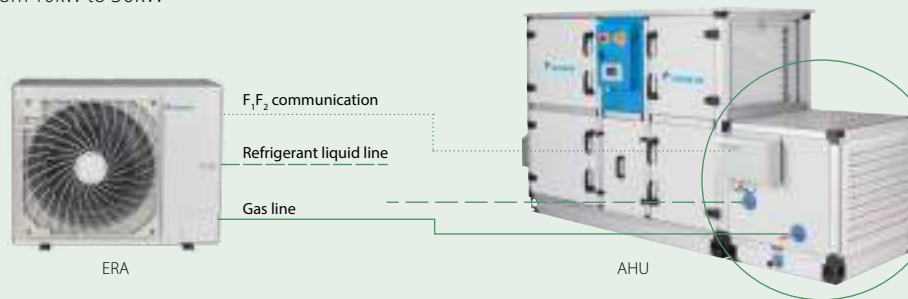 F₁F₂ communication
Refrigerant liquid line
Gas line
ERA
AHU